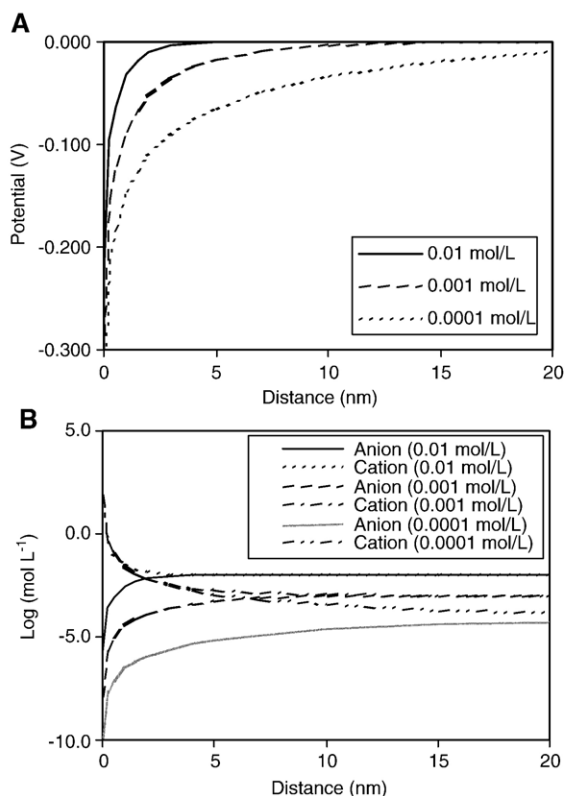 A
0.000
-0.100
-0.200
-0.300
Potential (V)
0.01 mol/L
0.001 mol/L
0.0001 mol/L
0 5 10 15 20
Distance (nm)
B
5.0
0.0
-5.0
-10.0
Log (mol L⁻¹)
Anion (0.01 mol/L)
Cation (0.01 mol/L)
Anion (0.001 mol/L)
Cation (0.001 mol/L)
Anion (0.0001 mol/L)
Cation (0.0001 mol/L)
0 5 10 15 20
Distance (nm)